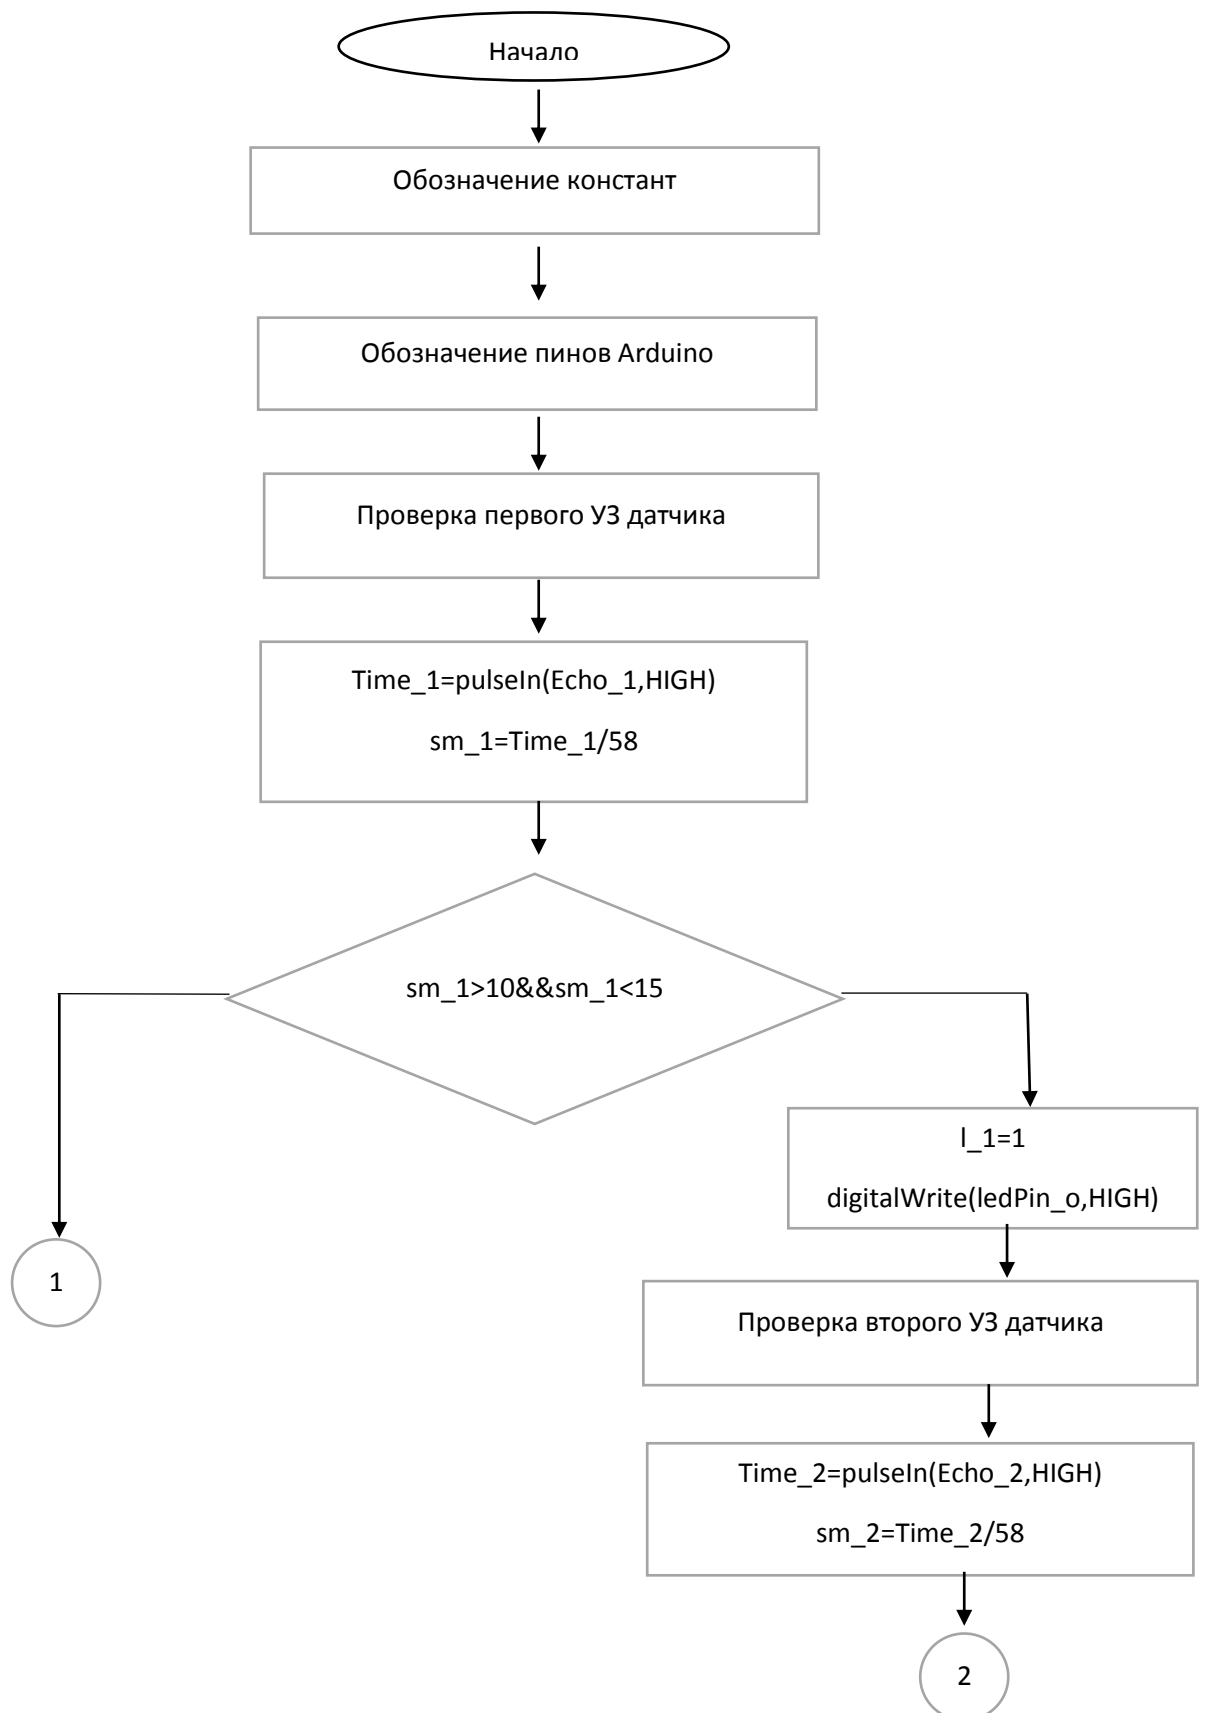 Начало
Обозначение констант
Обозначение пинов Arduino
Проверка первого УЗ датчика
Time_1=pulseIn(Echo_1,HIGH)
sm_1=Time_1/58
sm_1>10&&sm_1<15
l_1=1
digitalWrite(ledPin_o,HIGH)
1
Проверка второго УЗ датчика
Time_2=pulseIn(Echo_2,HIGH)
sm_2=Time_2/58
2